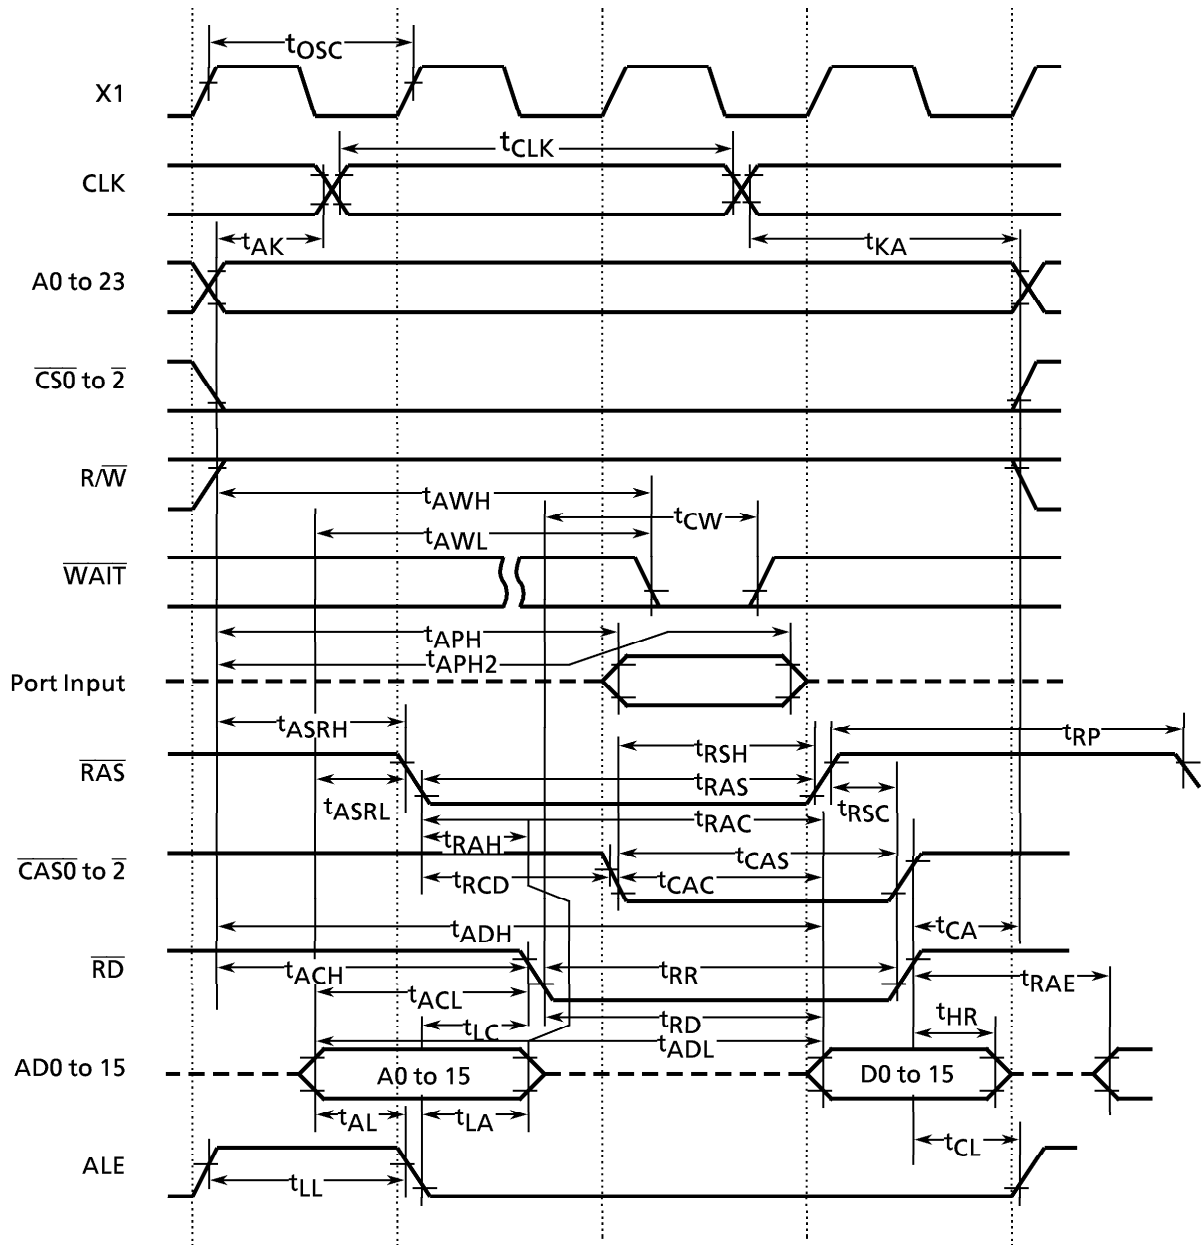 tOSC
X1
tCLK
CLK
tAK
tKA
A0 to 23
CS0 to 2
R/W
tAWH
tCW
tAWL
WAIT
tAPH
tAPH2
Port Input
tASRH
tRP
tRSH
RAS
tRAS
tASRL
tRSC
tRAC
tRAH
CAS0 to 2
tCAS
tRCD
tCAC
tADH
tCA
RD
tACH
tRR
tRAE
tACL
tHR
tLC
tRD
tADL
AD0 to 15
A0 to 15
D0 to 15
tAL
tLA
tCL
ALE
tLL